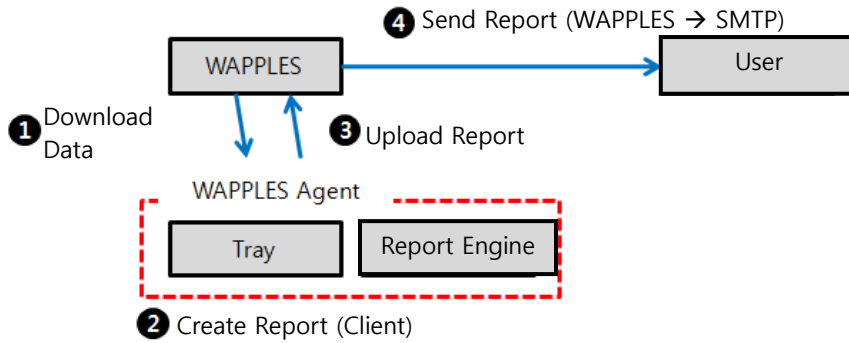 4 Send Report (WAPPLES → SMTP)
WAPPLES
User
1 Download
Data
3 Upload Report
WAPPLES Agent
Tray
Report Engine
2 Create Report (Client)